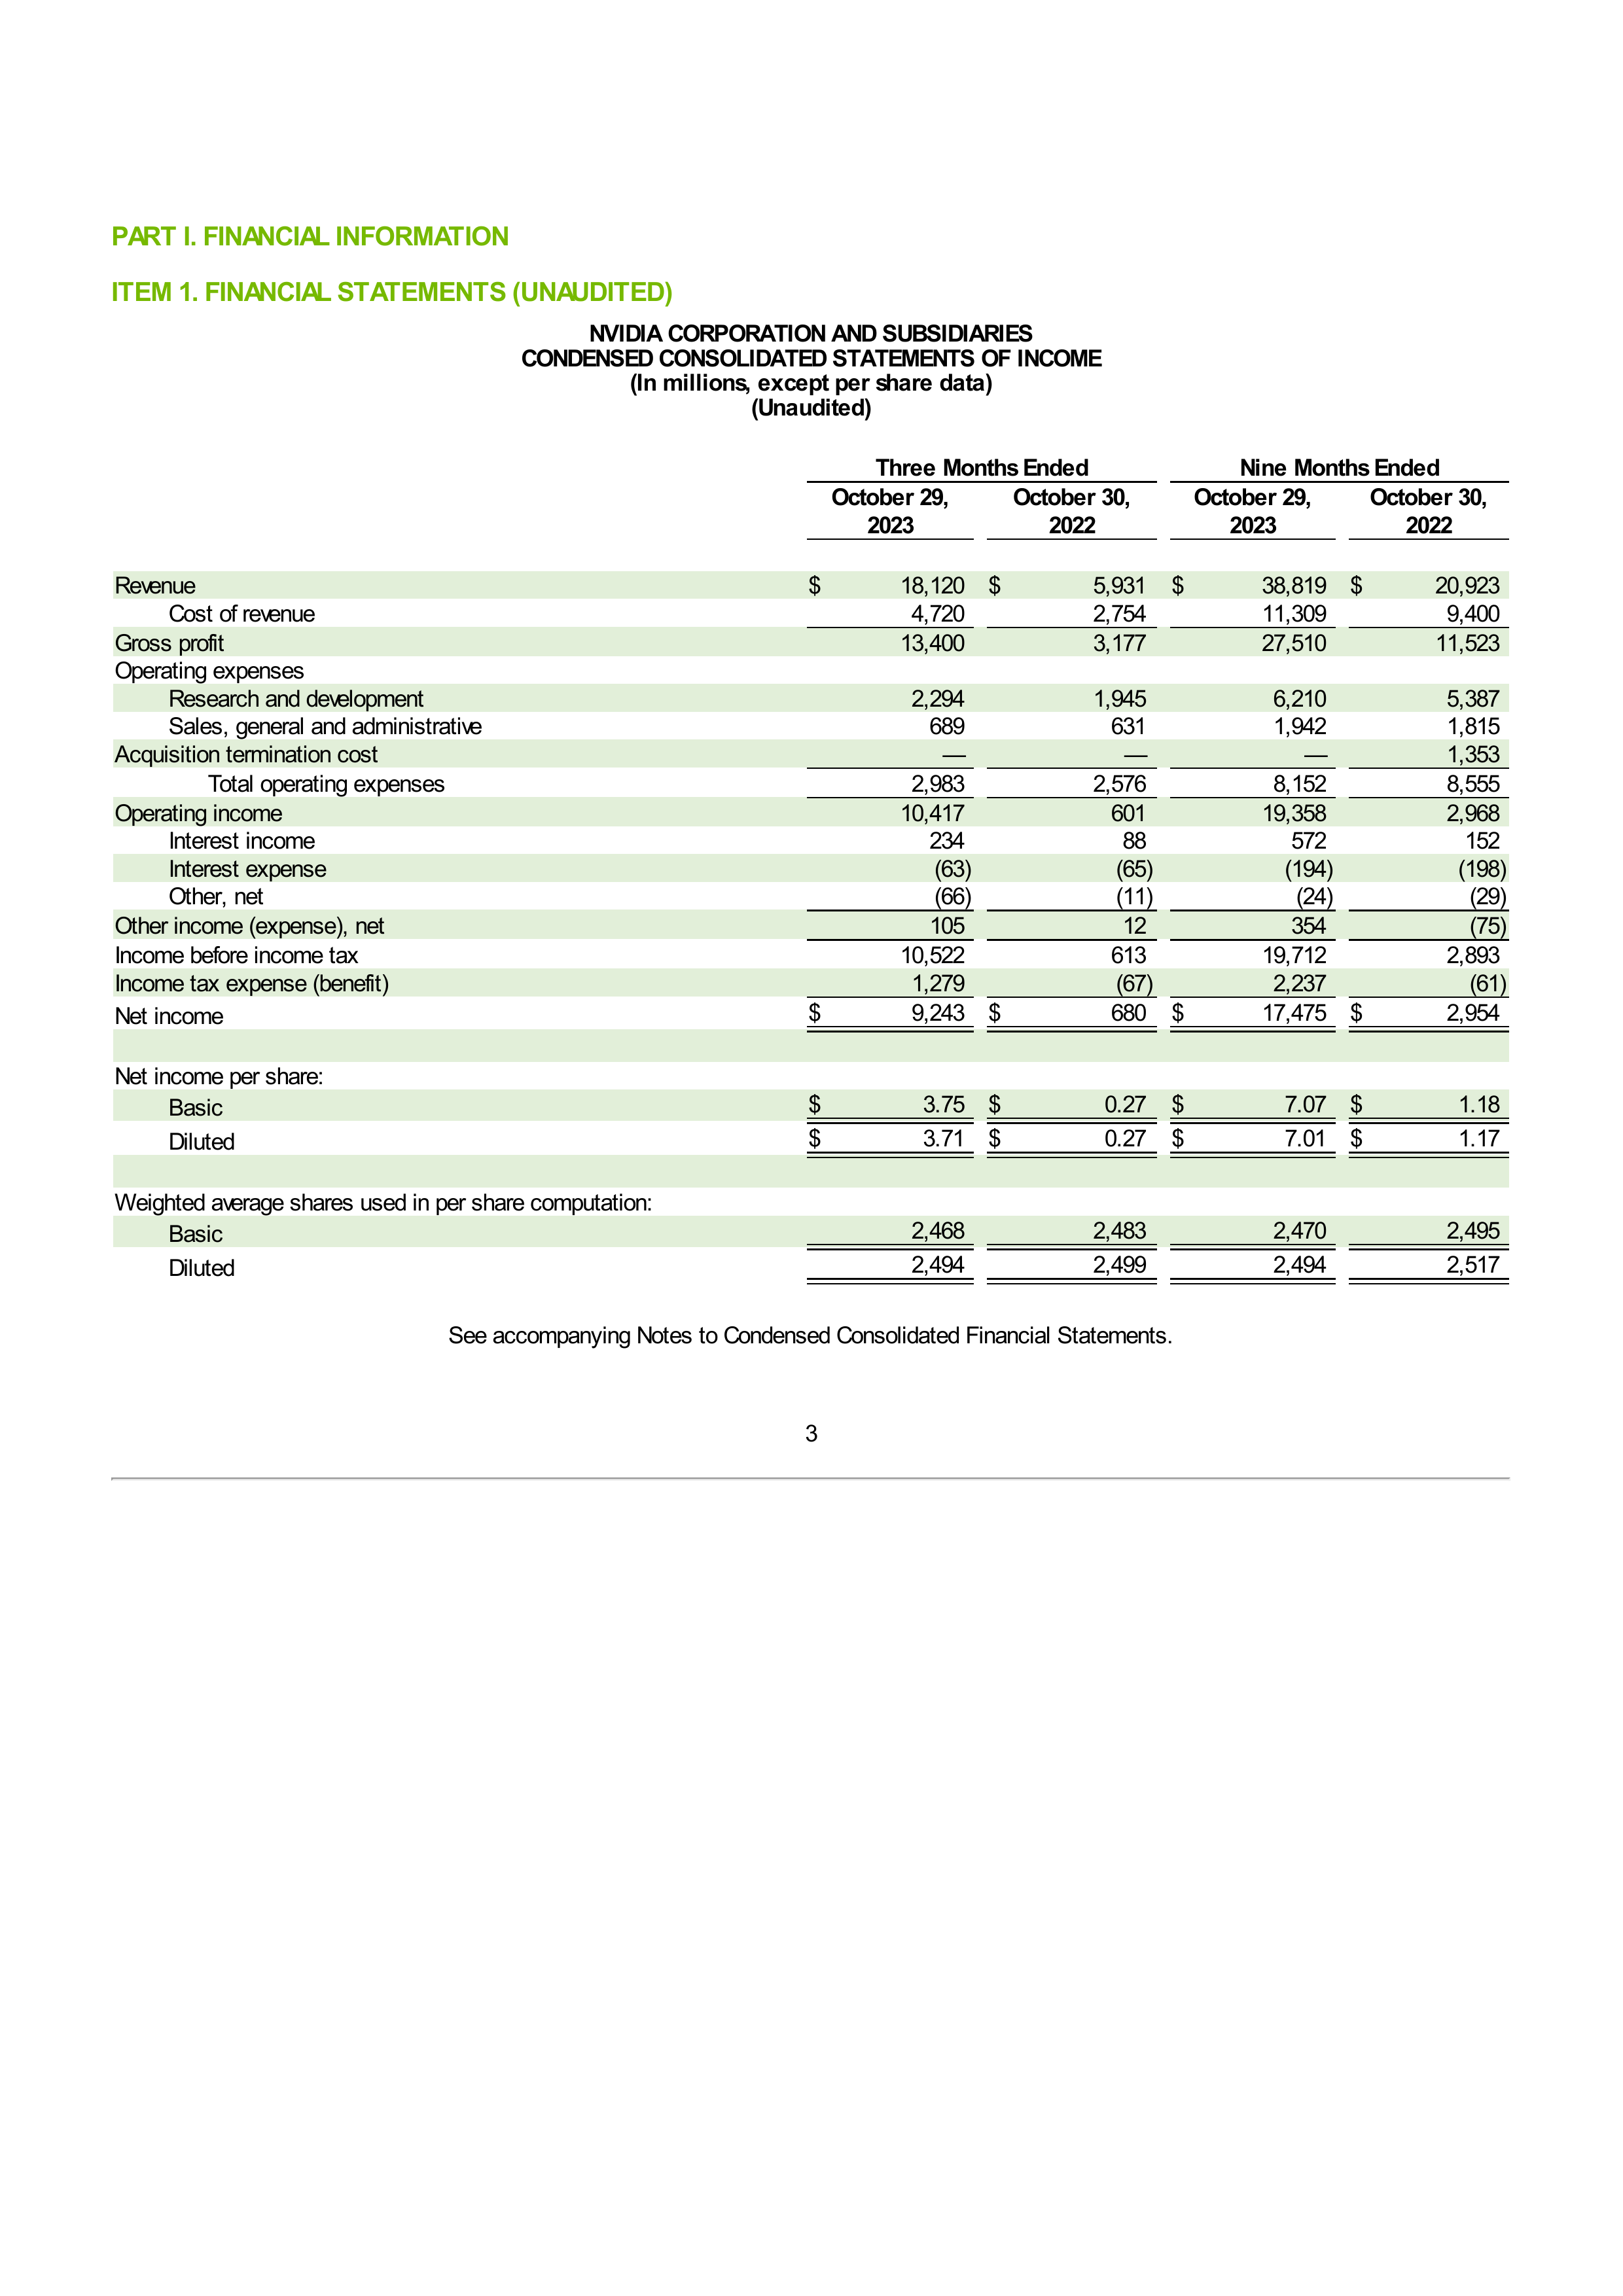 PART I. FINANCIAL INFORMATION
ITEM 1. FINANCIAL STATEMENTS (UNAUDITED)
NVIDIA CORPORATION AND SUBSIDIARIES
CONDENSED CONSOLIDATED STATEMENTS OF INCOME
(In millions, except per share data)
(Unaudited)
Three Months Ended Nine Months Ended
October 29, October 30, October 29, October 30,
2023 2022 2023 2022
Revenue $ 18,120 $ 5,931 $ 38,819 $ 20,923
Cost of revenue 4,720 2,754 11,309 9,400
Gross profit 13,400 3,177 27,510 11,523
Operating expenses
Research and development 2,294 1,945 6,210 5,387
Sales, general and administrative 689 631 1,942 1,815
Acquisition termination cost — — — 1,353
Total operating expenses 2,983 2,576 8,152 8,555
Operating income 10,417 601 19,358 2,968
Interest income 234 88 572 152
Interest expense (63) (65) (194) (198)
Other, net (66) (11) (24) (29)
Other income (expense), net 105 12 354 (75)
Income before income tax 10,522 613 19,712 2,893
Income tax expense (benefit) 1,279 (67) 2,237 (61)
Net income $ 9,243 $ 680 $ 17,475 $ 2,954
Net income per share:
Basic $ 3.75 $ 0.27 $ 7.07 $ 1.18
Diluted $ 3.71 $ 0.27 $ 7.01 $ 1.17
Weighted average shares used in per share computation:
Basic 2,468 2,483 2,470 2,495
Diluted 2,494 2,499 2,494 2,517
See accompanying Notes to Condensed Consolidated Financial Statements.
3